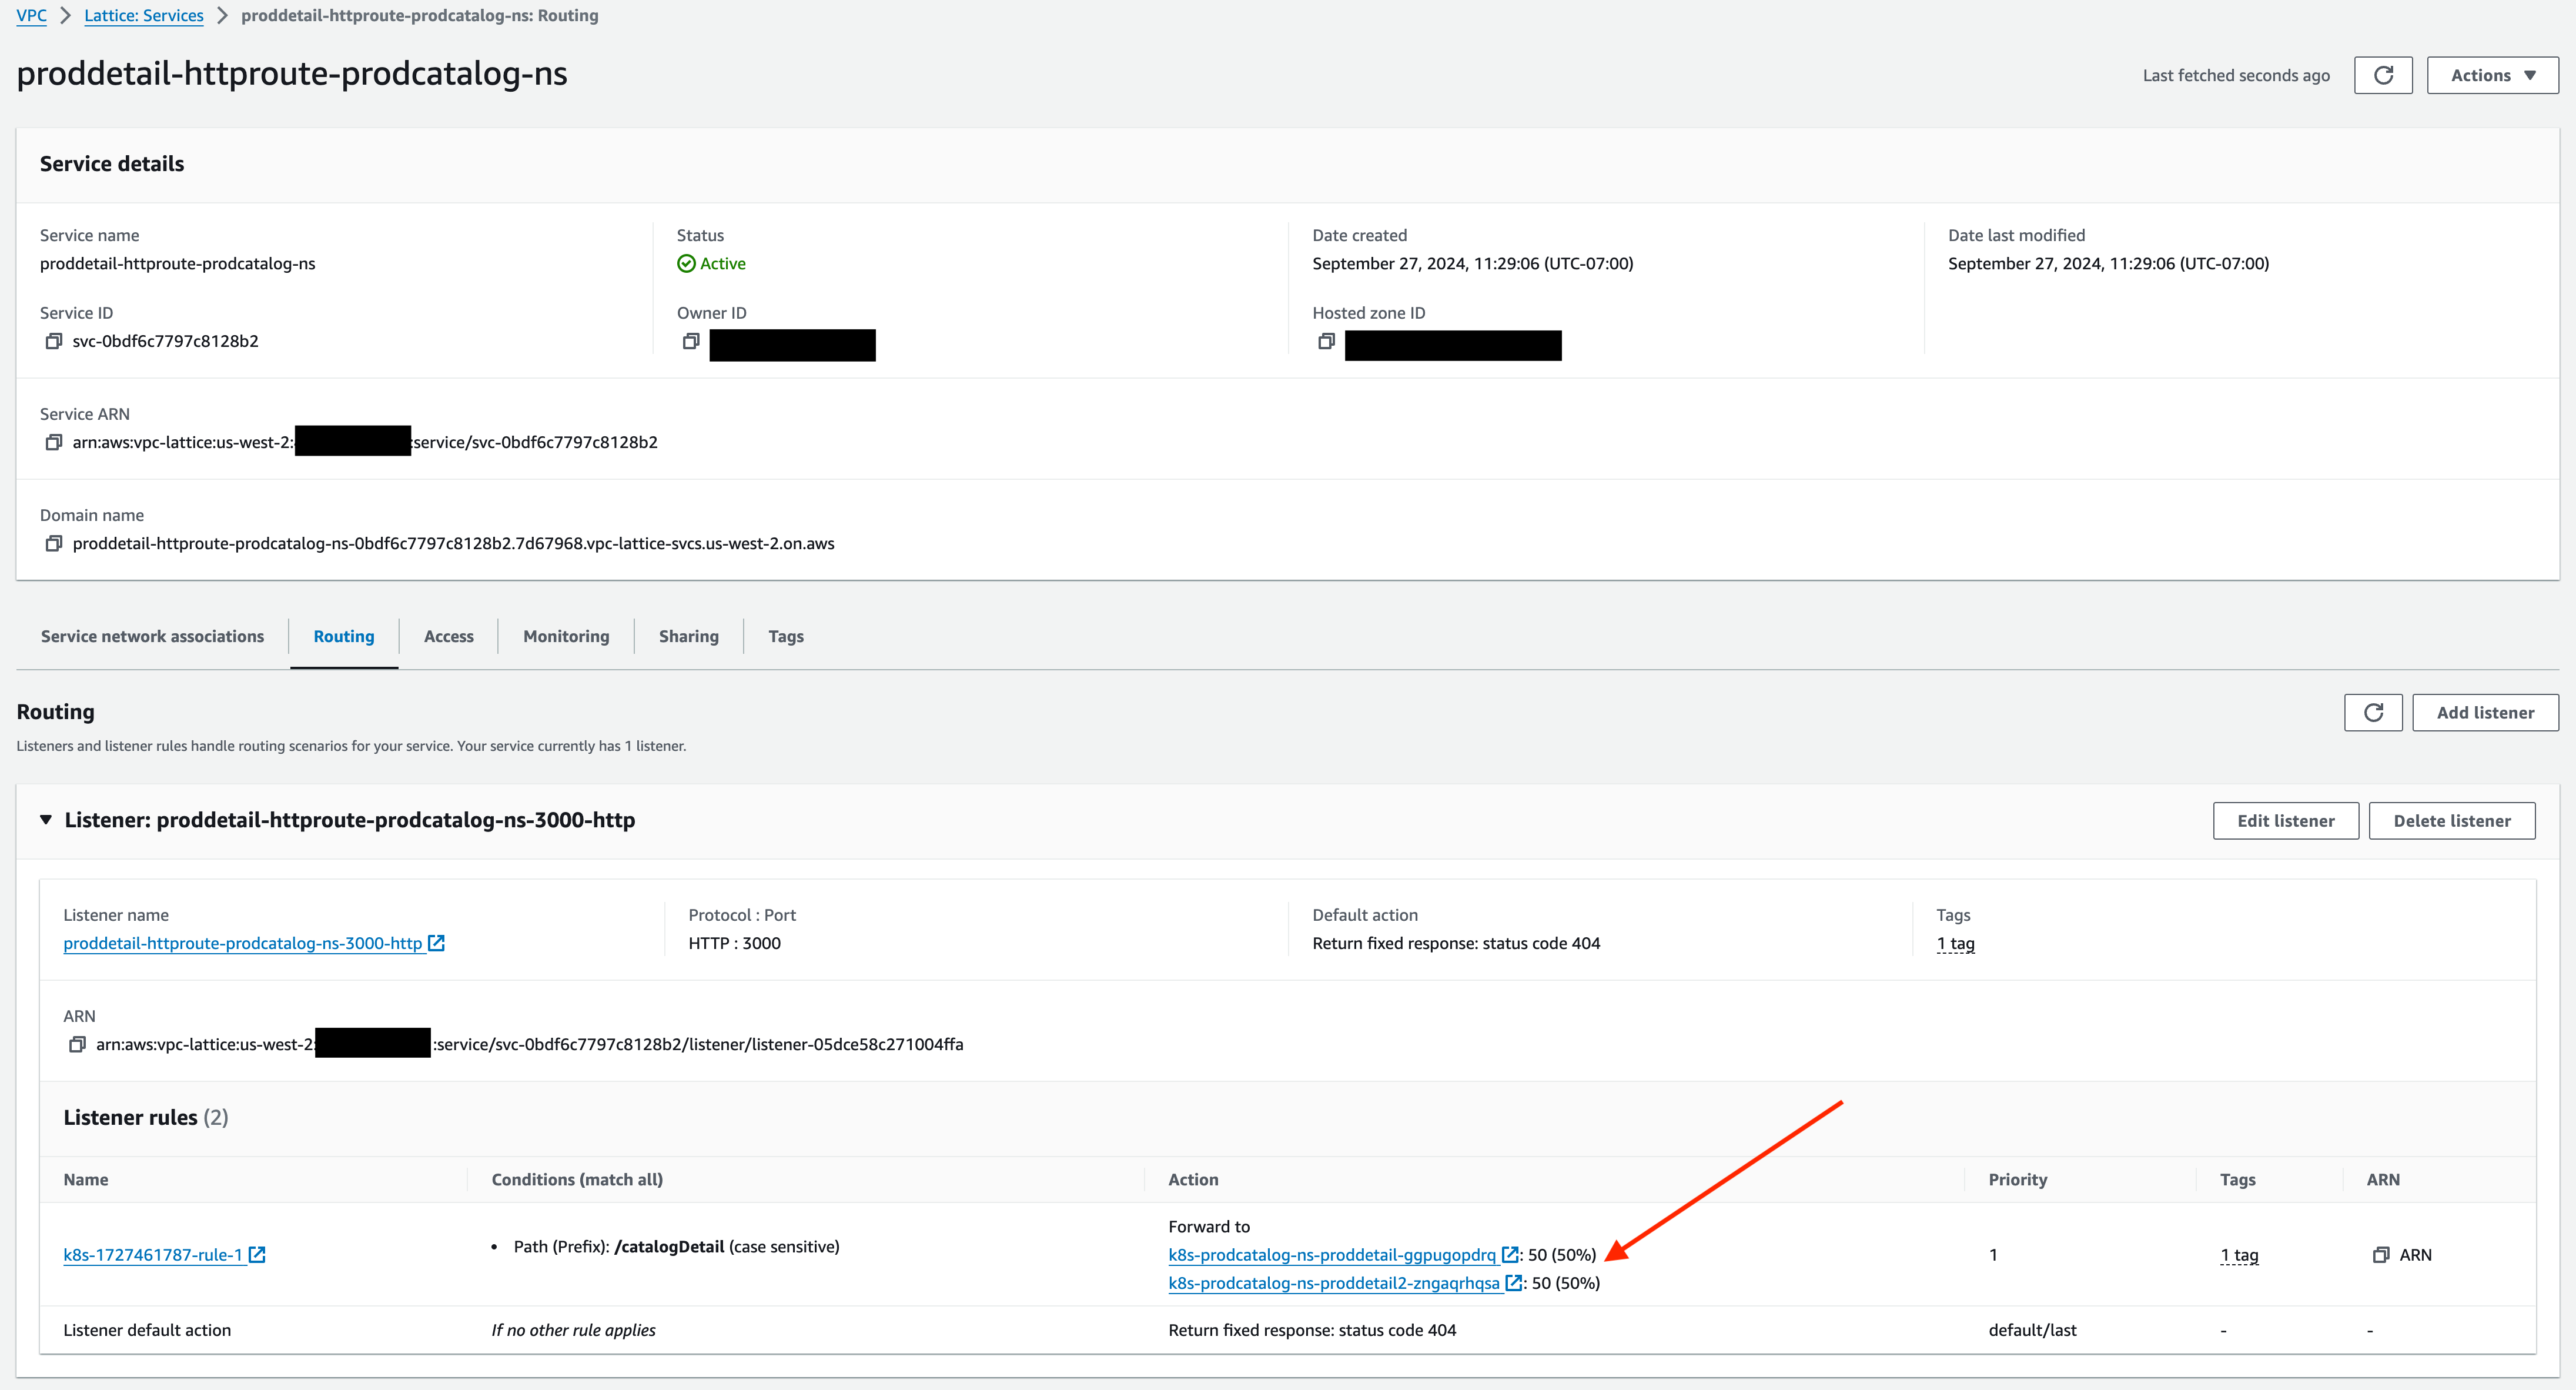 VPC > Lattice: Services > proddetail-httproute-prodcatalog-ns: Routing
proddetail-httproute-prodcatalog-ns
Last fetched seconds ago
Actions
Service details
Service name
proddetail-httproute-prodcatalog-ns
Status
Active
Date created
September 27, 2024, 11:29:06 (UTC-07:00)
Date last modified
September 27, 2024, 11:29:06 (UTC-07:00)
Service ID
svc-0bdf6c7797c8128b2
Owner ID
Hosted zone ID
Service ARN
arn:aws:vpc-lattice:us-west-2: :service/svc-0bdf6c7797c8128b2
Domain name
proddetail-httproute-prodcatalog-ns-0bdf6c7797c8128b2.7d67968.vpc-lattice-svcs.us-west-2.on.aws
Service network associations
Routing
Access
Monitoring
Sharing
Tags
Routing
Add listener
Listeners and listener rules handle routing scenarios for your service. Your service currently has 1 listener.
Listener: proddetail-httproute-prodcatalog-ns-3000-http
Edit listener
Delete listener
Listener name
proddetail-httproute-prodcatalog-ns-3000-http
Protocol : Port
HTTP : 3000
Default action
Return fixed response: status code 404
Tags
1 tag
ARN
arn:aws:vpc-lattice:us-west-2: :service/svc-0bdf6c7797c8128b2/listener/listener-05dce58c271004ffa
Listener rules (2)
Name
Conditions (match all)
Action
Priority
Tags
ARN
k8s-1727461787-rule-1
• Path (Prefix): /catalogDetail (case sensitive)
Forward to
k8s-prodcatalog-ns-proddetail-ggpugopdrq : 50 (50%)
k8s-prodcatalog-ns-proddetail2-zngaqrhqsa : 50 (50%)
1
1 tag
ARN
Listener default action
If no other rule applies
Return fixed response: status code 404
default/last
-
-